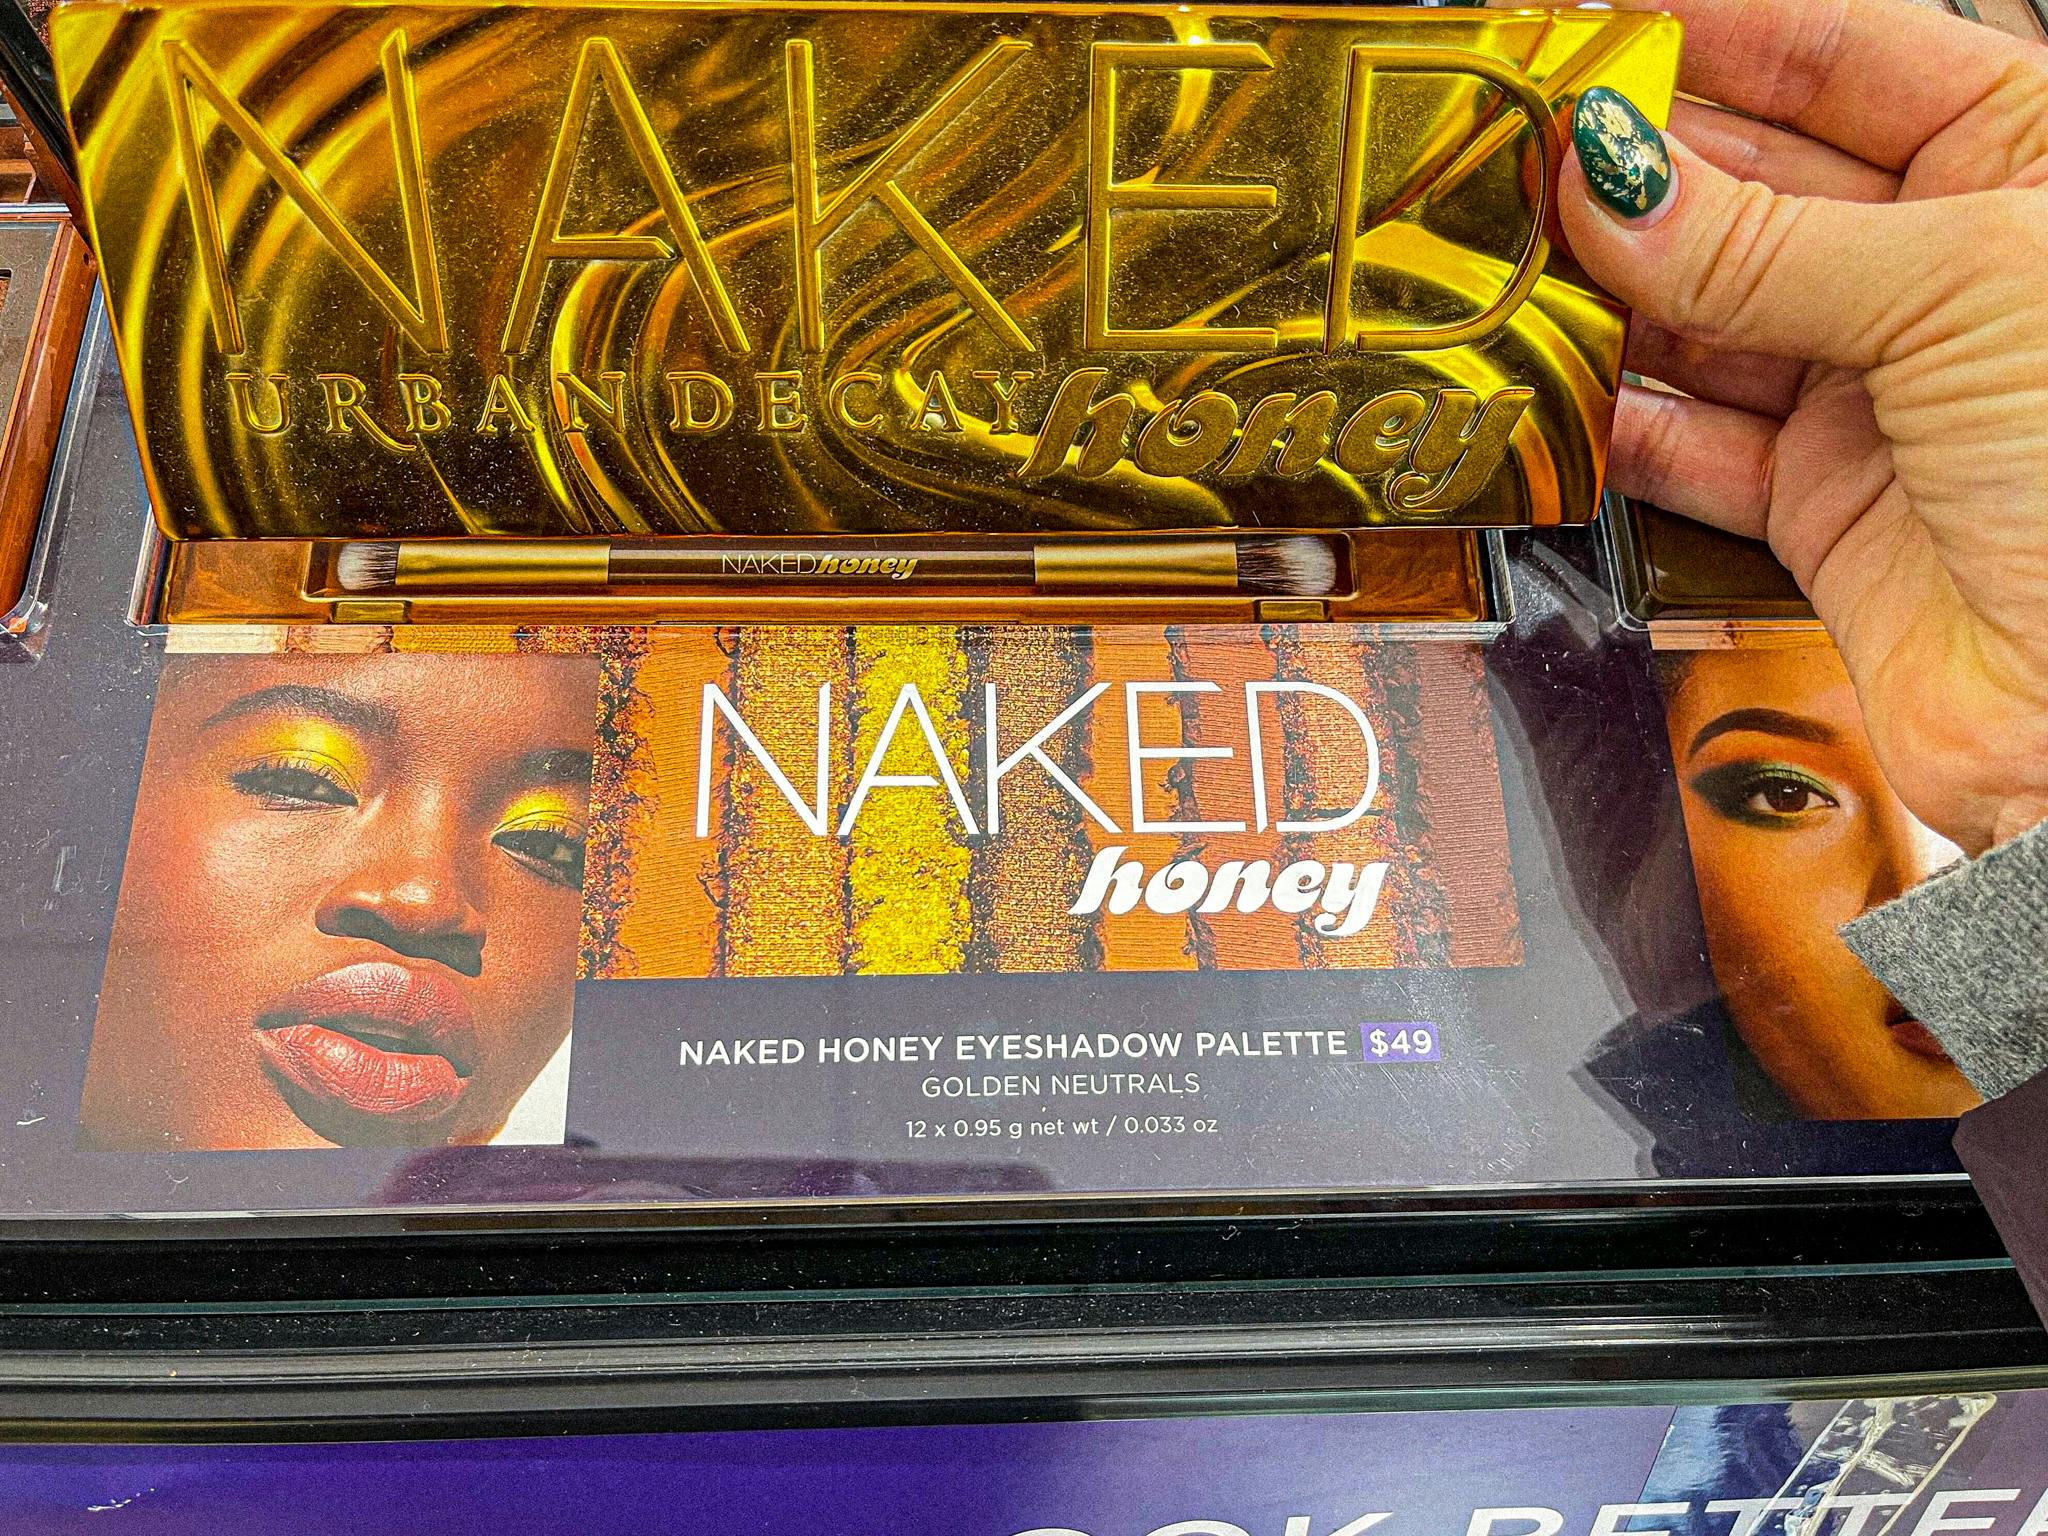 NAKED
URBAN DECAY honey
NAKED honey
NAKED
honey
NAKED HONEY EYESHADOW PALETTE $49
GOLDEN NEUTRALS
12 x 0.95 g net wt / 0.033 oz